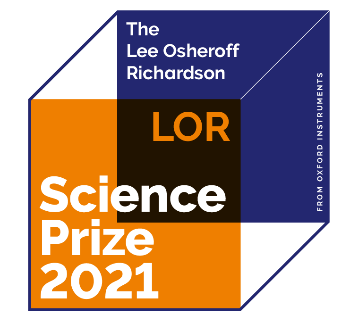 The
Lee Osheroff
Richardson
LOR
Science
Prize
2021
FROM OXFORD INSTRUMENTS